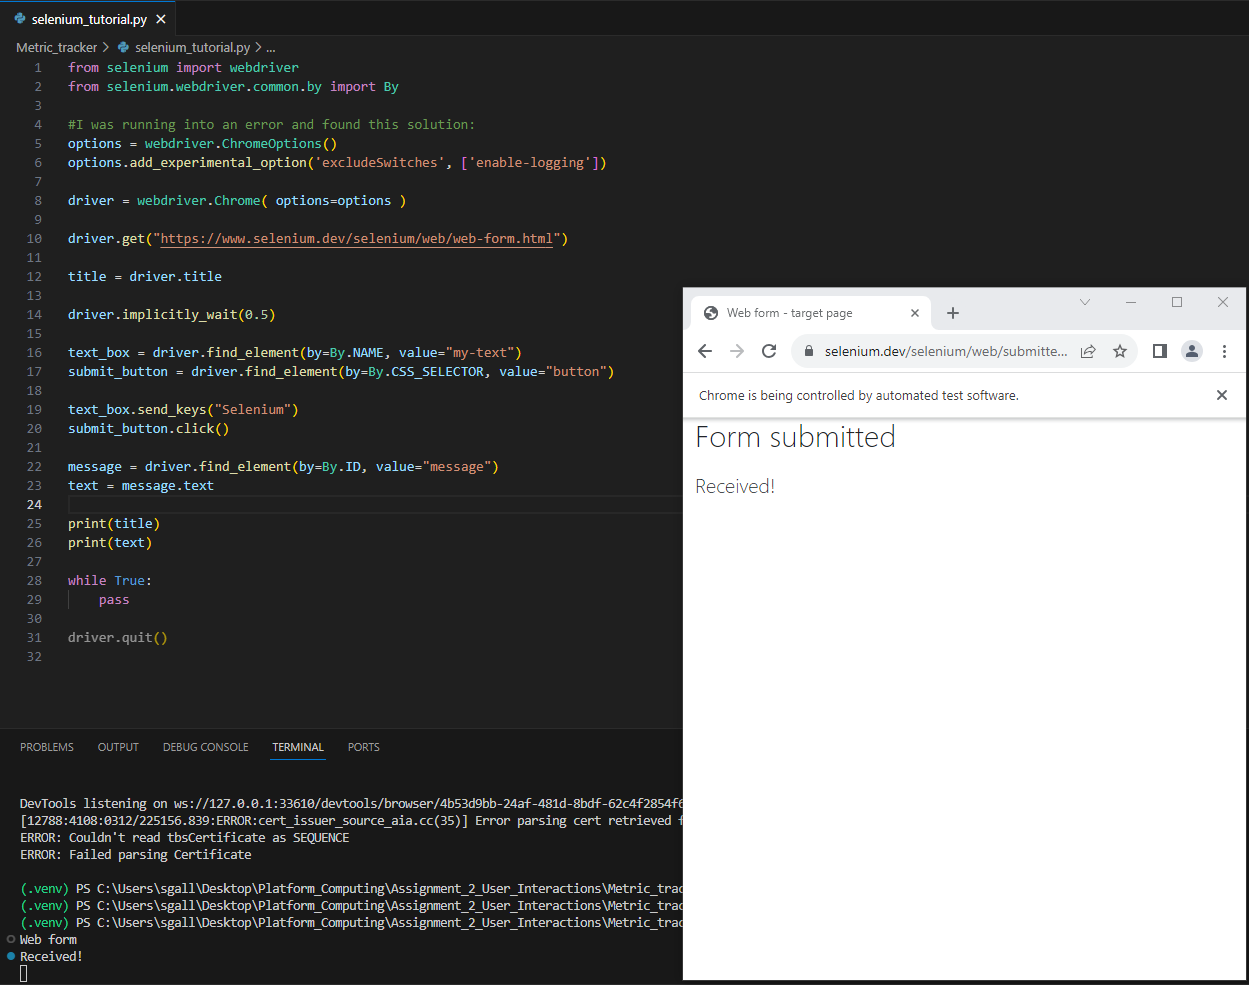 selenium_tutorial.py
Metric_tracker > selenium_tutorial.py > ...
1 from selenium import webdriver
2 from selenium.webdriver.common.by import By
3
4 #I was running into an error and found this solution:
5 options = webdriver.ChromeOptions()
6 options.add_experimental_option('excludeSwitches', ['enable-logging'])
7
8 driver = webdriver.Chrome( options=options )
9
10 driver.get("https://www.selenium.dev/selenium/web/web-form.html")
11
12 title = driver.title
13
14 driver.implicitly_wait(0.5)
15
16 text_box = driver.find_element(by=By.NAME, value="my-text")
17 submit_button = driver.find_element(by=By.CSS_SELECTOR, value="button")
18
19 text_box.send_keys("Selenium")
20 submit_button.click()
21
22 message = driver.find_element(by=By.ID, value="message")
23 text = message.text
24
25 print(title)
26 print(text)
27
28 while True:
29     pass
30
31 driver.quit()
32
Web form - target page
selenium.dev/selenium/web/submitte...
Chrome is being controlled by automated test software.
Form submitted
Received!
PROBLEMS OUTPUT DEBUG CONSOLE TERMINAL PORTS
DevTools listening on ws://127.0.0.1:33610/devtools/browser/4b53d9bb-24af-481d-8bdf-62c4f2854f6
[12788:4108:0312/225156.839:ERROR:cert_issuer_source_aia.cc(35)] Error parsing cert retrieved f
ERROR: Couldn't read tbsCertificate as SEQUENCE
ERROR: Failed parsing Certificate
(.venv) PS C:\Users\sgall\Desktop\Platform_Computing\Assignment_2_User_Interactions\Metric_trac
(.venv) PS C:\Users\sgall\Desktop\Platform_Computing\Assignment_2_User_Interactions\Metric_trac
(.venv) PS C:\Users\sgall\Desktop\Platform_Computing\Assignment_2_User_Interactions\Metric_trac
Web form
Received!